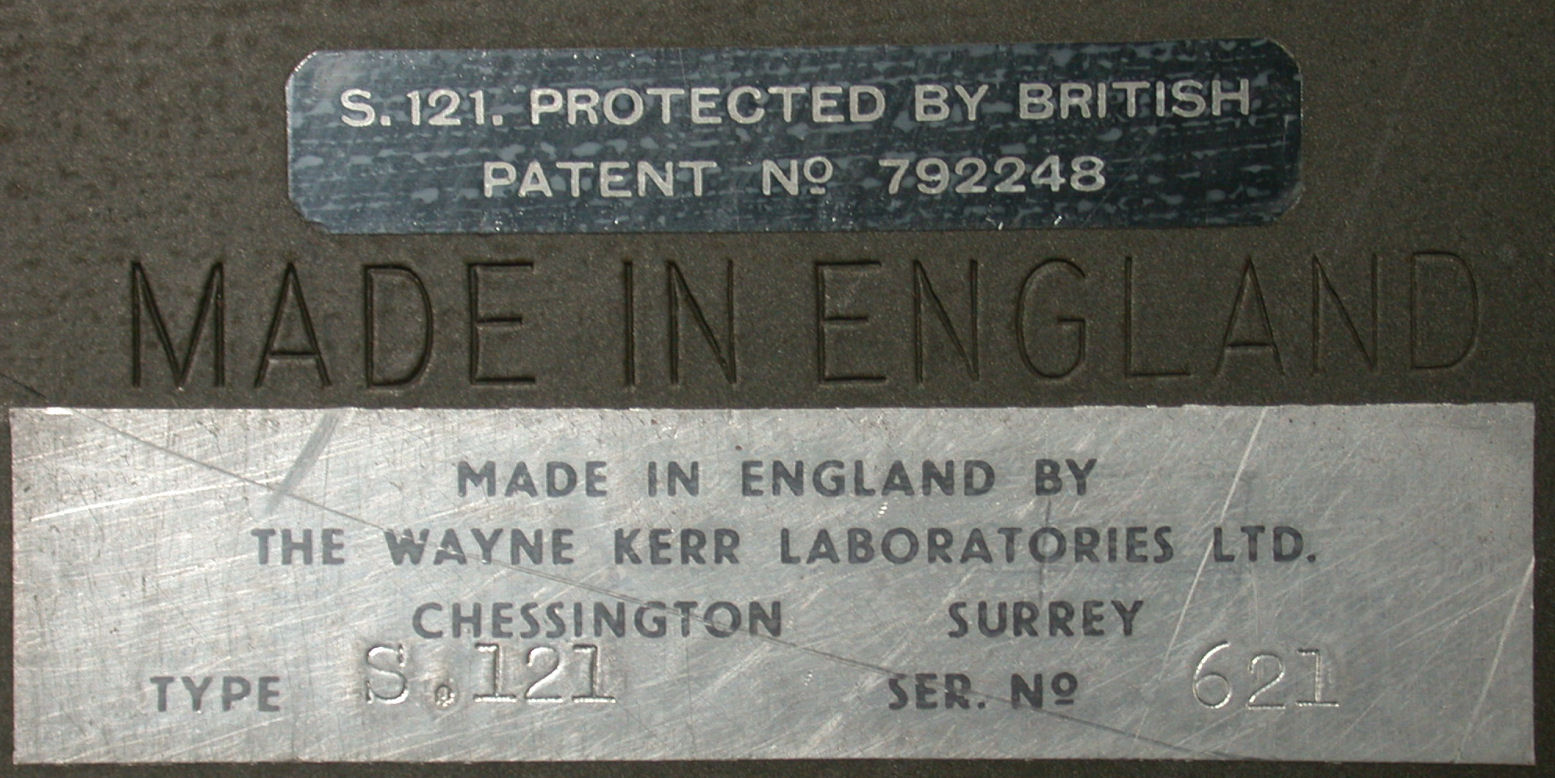 S.121. PROTECTED BY BRITISH
PATENT Nº 792248
MADE IN ENGLAND
MADE IN ENGLAND BY
THE WAYNE KERR LABORATORIES LTD.
CHESSINGTON SURREY
TYPE S.121 SER. Nº 621